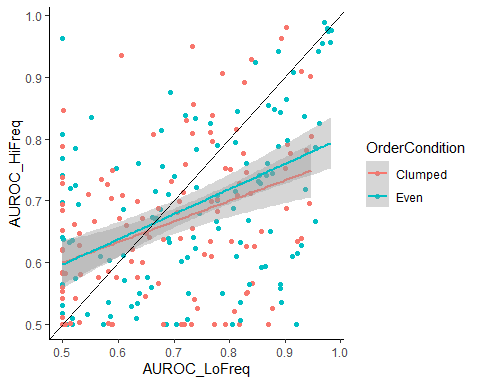 1.0
0.9
0.8
0.7
0.6
0.5
AUROC_HiFreq
0.5 0.6 0.7 0.8 0.9 1.0
AUROC_LoFreq
OrderCondition
Clumped
Even